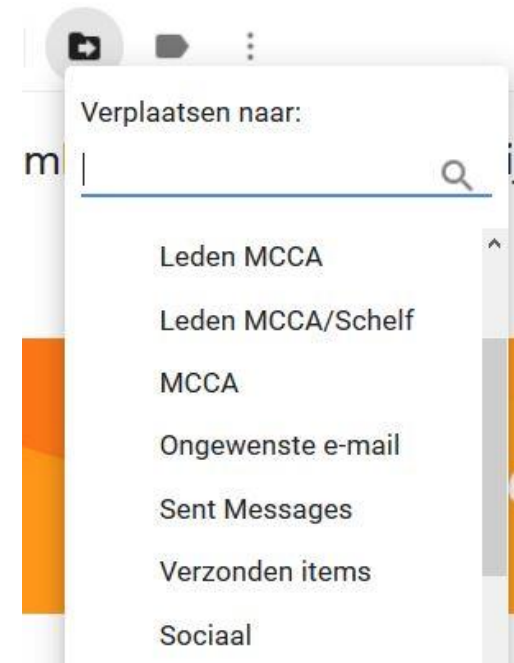 Verplaatsen naar:
m
Leden MCCA
Leden MCCA/Schelf
MCCA
Ongewenste e-mail
Sent Messages
Verzonden items
Sociaal